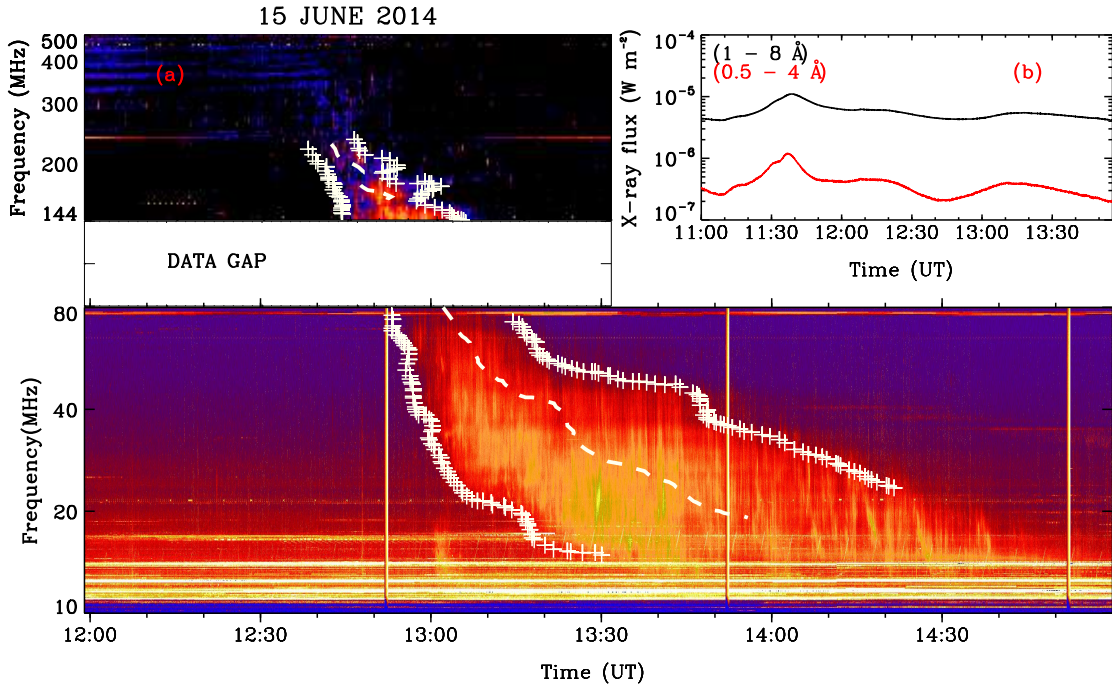 15 JUNE 2014
500
400
300
200
144
Frequency (MHz)
(a)
DATA GAP
(1 – 8 Å)
(0.5 – 4 Å)
(b)
10⁻⁴
10⁻⁵
10⁻⁶
10⁻⁷
X-ray flux (W m⁻²)
11:00 11:30 12:00 12:30 13:00 13:30
Time (UT)
80
40
20
10
Frequency(MHz)
12:00 12:30 13:00 13:30 14:00 14:30
Time (UT)